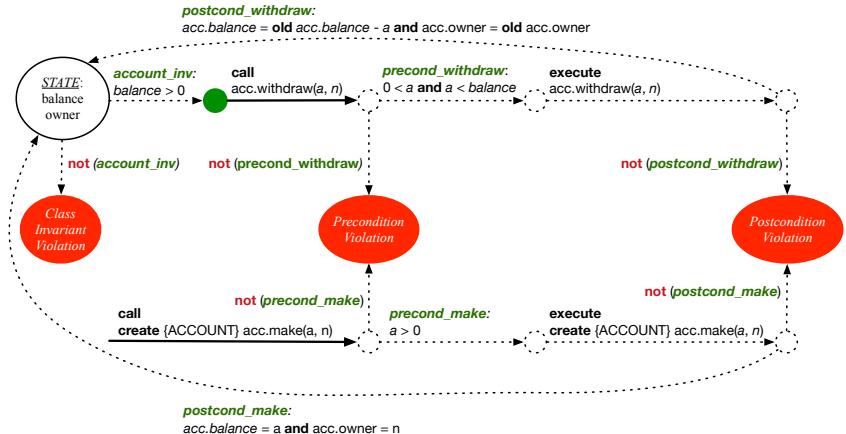 postcond_withdraw:
acc.balance = old acc.balance - a and acc.owner = old acc.owner
STATE:
balance
owner
account_inv:
balance > 0
call
acc.withdraw(a, n)
precond_withdraw:
0 < a and a < balance
execute
acc.withdraw(a, n)
not (account_inv)
not (precond_withdraw)
not (postcond_withdraw)
Class
Invariant
Violation
Precondition
Violation
Postcondition
Violation
not (precond_make)
not (postcond_make)
call
create {ACCOUNT} acc.make(a, n)
precond_make:
a > 0
execute
create {ACCOUNT} acc.make(a, n)
postcond_make:
acc.balance = a and acc.owner = n